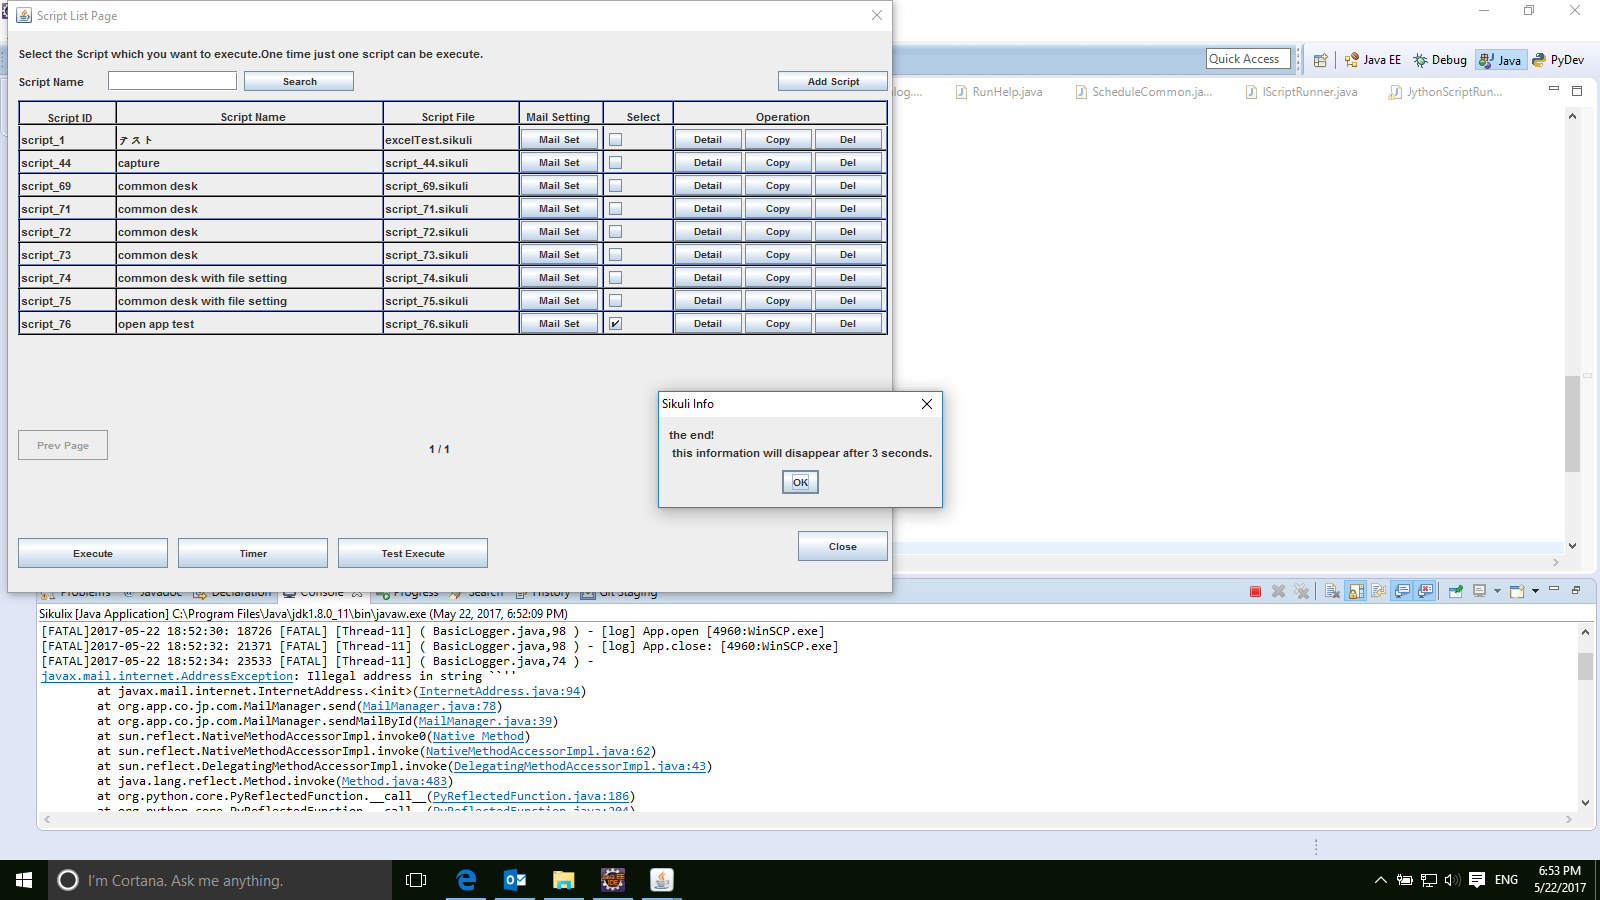 Script List Page
Select the Script which you want to execute.One time just one script can be execute.
Script Name
Search
Add Script
Script ID Script Name Script File Mail Setting Select Operation
script_1 テスト excelTest.sikuli Mail Set Detail Copy Del
script_44 capture script_44.sikuli Mail Set Detail Copy Del
script_69 common desk script_69.sikuli Mail Set Detail Copy Del
script_71 common desk script_71.sikuli Mail Set Detail Copy Del
script_72 common desk script_72.sikuli Mail Set Detail Copy Del
script_73 common desk script_73.sikuli Mail Set Detail Copy Del
script_74 common desk with file setting script_74.sikuli Mail Set Detail Copy Del
script_75 common desk with file setting script_75.sikuli Mail Set Detail Copy Del
script_76 open app test script_76.sikuli Mail Set Detail Copy Del
Prev Page
1 / 1
Execute
Timer
Test Execute
Close
Sikuli Info
the end!
this information will disappear after 3 seconds.
OK
Quick Access
Java EE
Debug
Java
PyDev
log....
RunHelp.java
ScheduleCommon.ja...
IScriptRunner.java
JythonScriptRun...
Problems Javadoc Declaration Console Progress Search History Git Staging
Sikulix [Java Application] C:\Program Files\Java\jdk1.8.0_11\bin\javaw.exe (May 22, 2017, 6:52:09 PM)
[FATAL]2017-05-22 18:52:30: 18726 [FATAL] [Thread-11] ( BasicLogger.java,98 ) - [log] App.open [4960:WinSCP.exe]
[FATAL]2017-05-22 18:52:32: 21371 [FATAL] [Thread-11] ( BasicLogger.java,98 ) - [log] App.close: [4960:WinSCP.exe]
[FATAL]2017-05-22 18:52:34: 23533 [FATAL] [Thread-11] ( BasicLogger.java,74 ) -
javax.mail.internet.AddressException: Illegal address in string ``''
at javax.mail.internet.InternetAddress.<init>(InternetAddress.java:94)
at org.app.co.jp.com.MailManager.send(MailManager.java:78)
at org.app.co.jp.com.MailManager.sendMailById(MailManager.java:39)
at sun.reflect.NativeMethodAccessorImpl.invoke0(Native Method)
at sun.reflect.NativeMethodAccessorImpl.invoke(NativeMethodAccessorImpl.java:62)
at sun.reflect.DelegatingMethodAccessorImpl.invoke(DelegatingMethodAccessorImpl.java:43)
at java.lang.reflect.Method.invoke(Method.java:483)
at org.python.core.PyReflectedFunction.__call__(PyReflectedFunction.java:186)
at org.python.core.PyReflectedFunction.__call__(PyReflectedFunction.java:204)
I'm Cortana. Ask me anything.
ENG
6:53 PM
5/22/2017